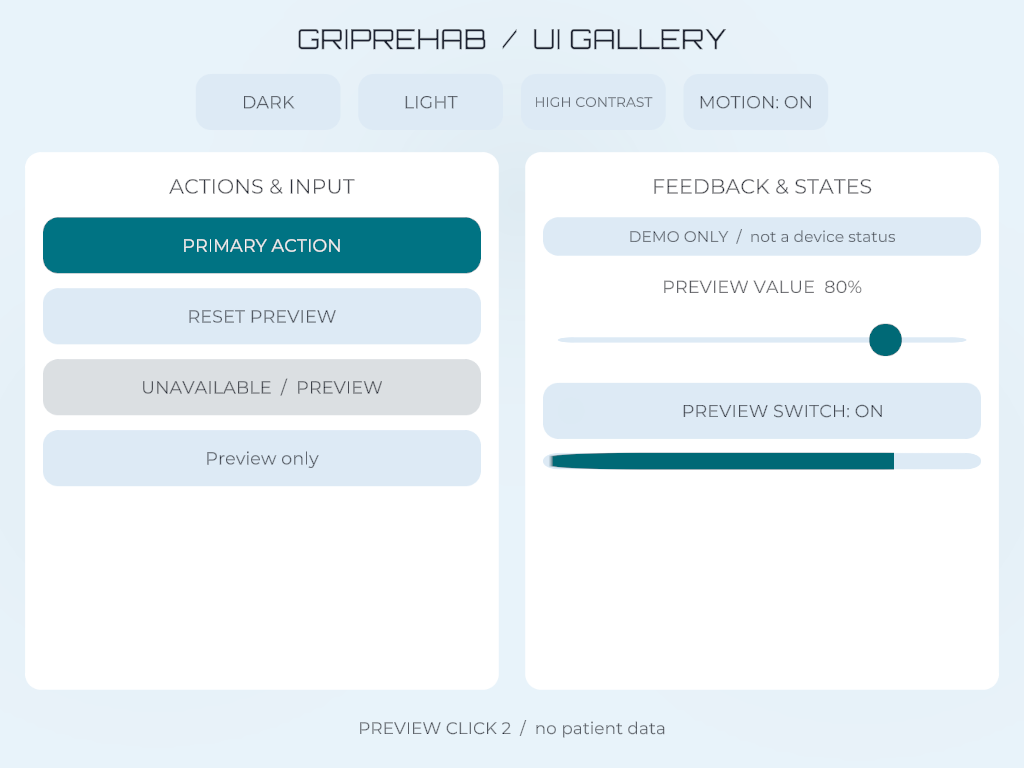 GRIPREHAB / UI GALLERY
DARK
LIGHT
HIGH CONTRAST
MOTION: ON
ACTIONS & INPUT
PRIMARY ACTION
RESET PREVIEW
UNAVAILABLE / PREVIEW
Preview only
FEEDBACK & STATES
DEMO ONLY / not a device status
PREVIEW VALUE 80%
PREVIEW SWITCH: ON
PREVIEW CLICK 2 / no patient data